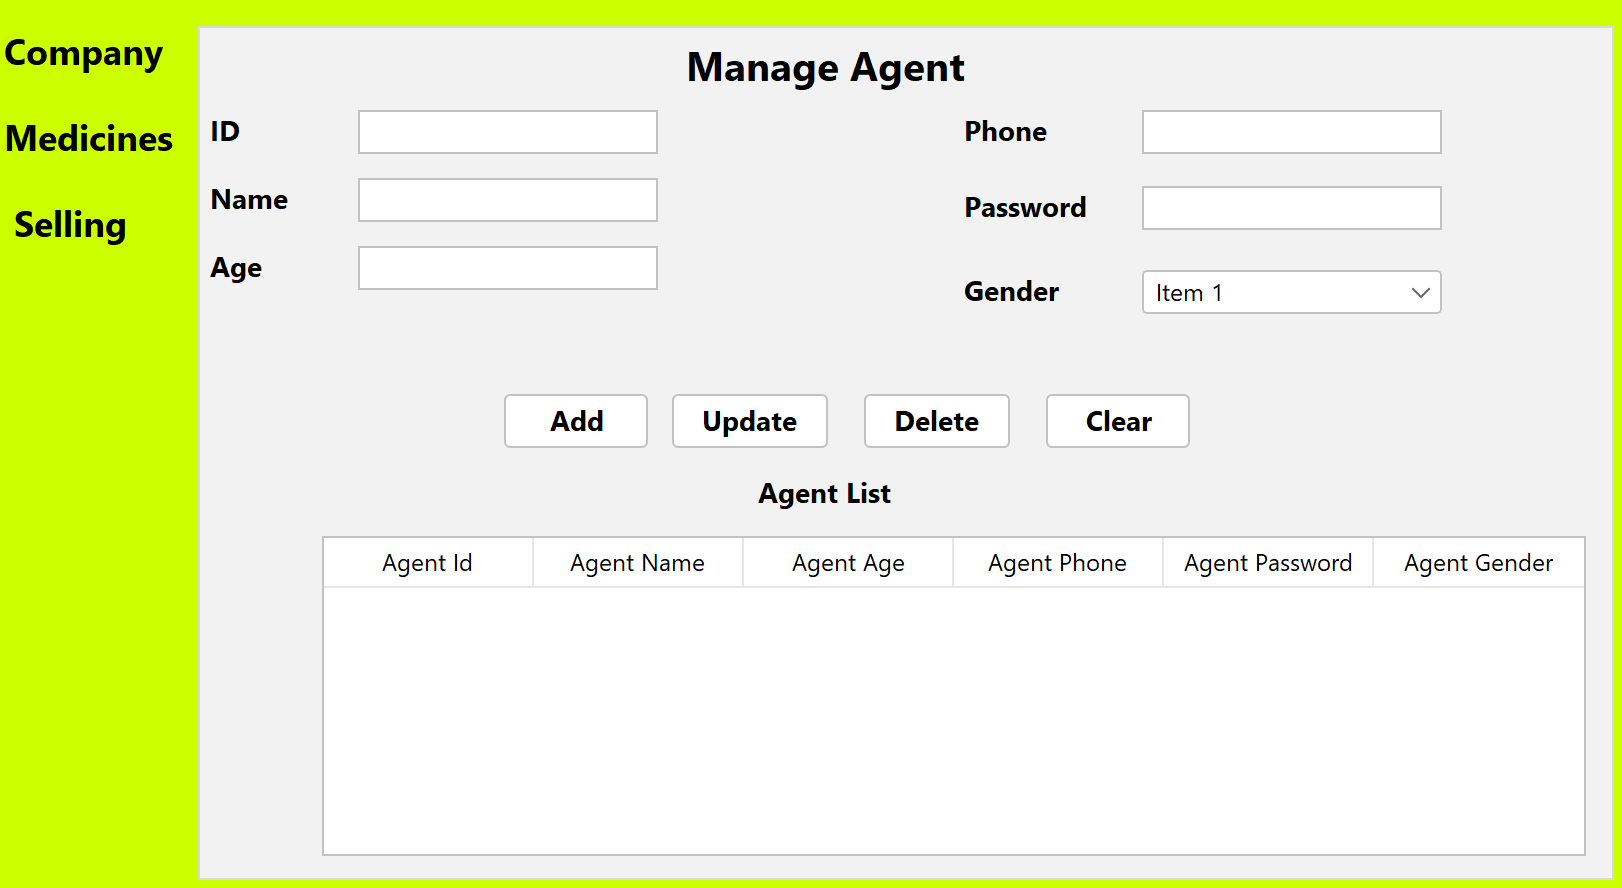 Company
Medicines
Selling
Manage Agent
ID
Phone
Name
Password
Age
Gender
Item 1
Add Update Delete Clear
Agent List
Agent Id Agent Name Agent Age Agent Phone Agent Password Agent Gender